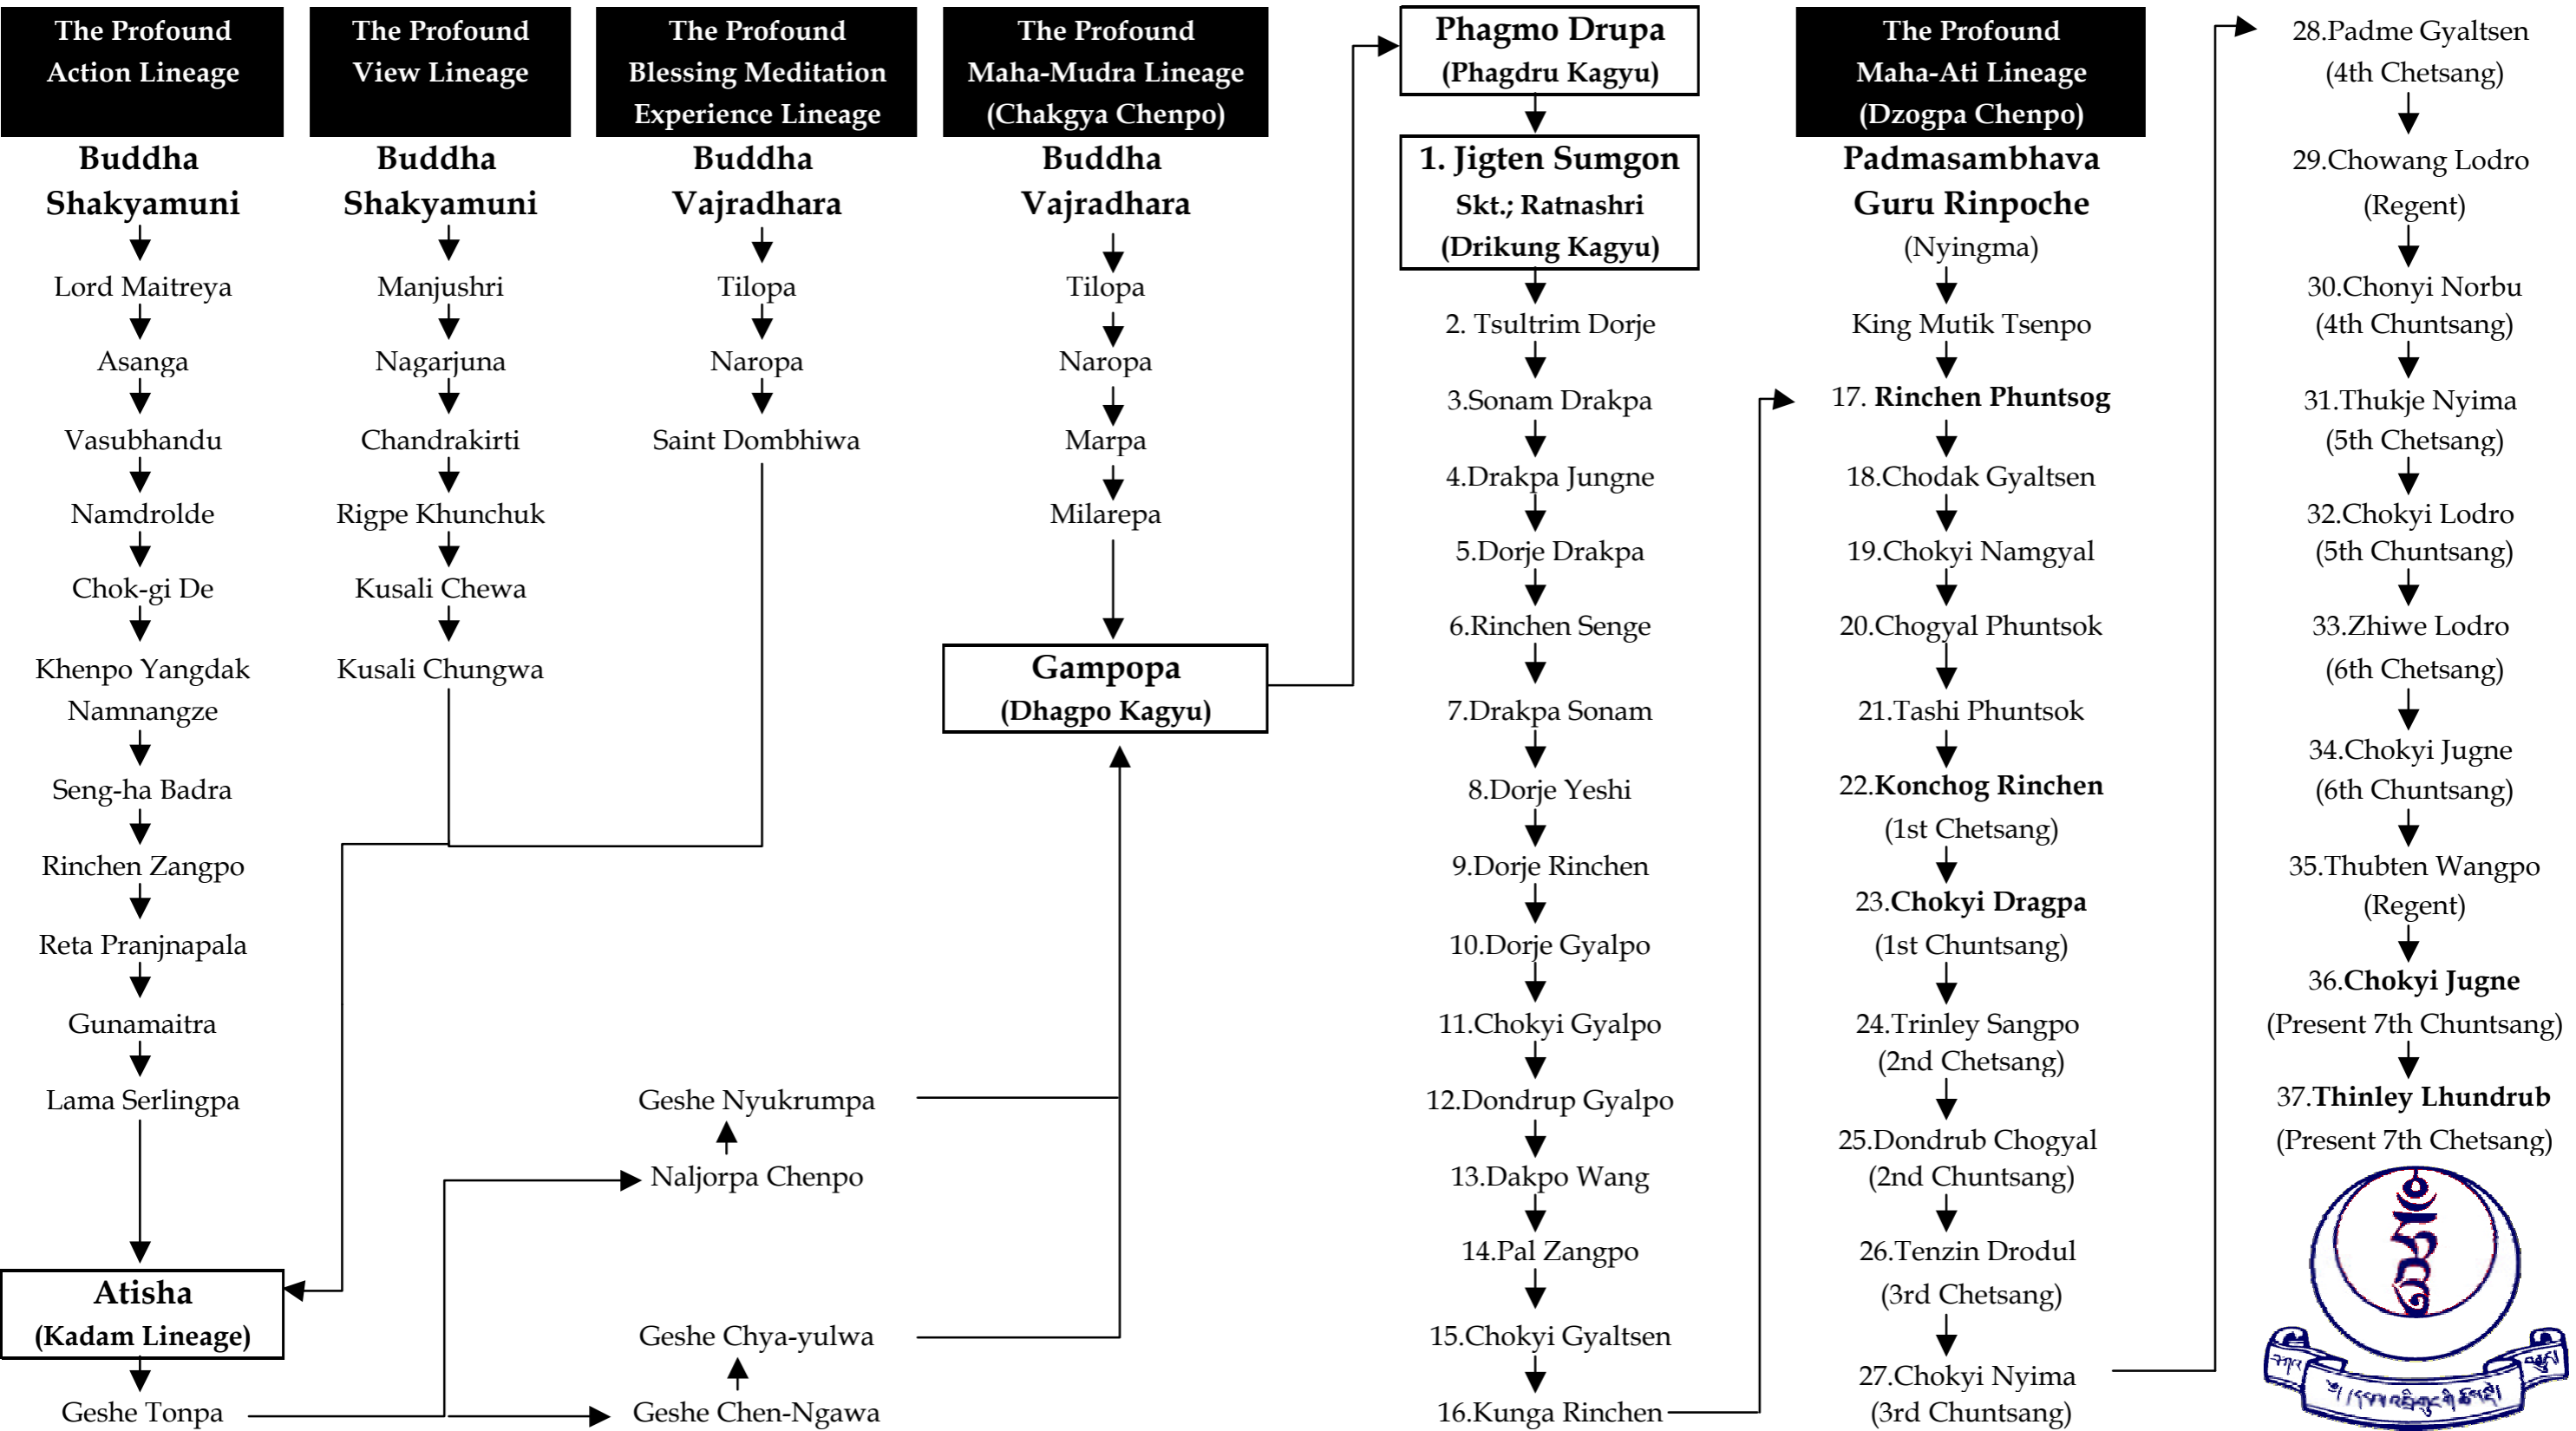 The Profound
Action Lineage
Buddha
Shakyamuni
Lord Maitreya
Asanga
Vasubhandu
Namdrolde
Chok-gi De
Khenpo Yangdak
Namnangze
Seng-ha Badra
Rinchen Zangpo
Reta Pranjnapala
Gunamaitra
Lama Serlingpa
Atisha
(Kadam Lineage)
Geshe Tonpa
The Profound
View Lineage
Buddha
Shakyamuni
Manjushri
Nagarjuna
Chandrakirti
Rigpe Khunchuk
Kusali Chewa
Kusali Chungwa
The Profound
Blessing Meditation
Experience Lineage
Buddha
Vajradhara
Tilopa
Naropa
Saint Dombhiwa
Geshe Nyukrumpa
Naljorpa Chenpo
Geshe Chya-yulwa
Geshe Chen-Ngawa
The Profound
Maha-Mudra Lineage
(Chakgya Chenpo)
Buddha
Vajradhara
Tilopa
Naropa
Marpa
Milarepa
Gampopa
(Dhagpo Kagyu)
Phagmo Drupa
(Phagdru Kagyu)
1. Jigten Sumgon
Skt.; Ratnashri
(Drikung Kagyu)
2. Tsultrim Dorje
3.Sonam Drakpa
4.Drakpa Jungne
5.Dorje Drakpa
6.Rinchen Senge
7.Drakpa Sonam
8.Dorje Yeshi
9.Dorje Rinchen
10.Dorje Gyalpo
11.Chokyi Gyalpo
12.Dondrup Gyalpo
13.Dakpo Wang
14.Pal Zangpo
15.Chokyi Gyaltsen
16.Kunga Rinchen
The Profound
Maha-Ati Lineage
(Dzogpa Chenpo)
Padmasambhava
Guru Rinpoche
(Nyingma)
King Mutik Tsenpo
17. Rinchen Phuntsog
18.Chodak Gyaltsen
19.Chokyi Namgyal
20.Chogyal Phuntsok
21.Tashi Phuntsok
22.Konchog Rinchen
(1st Chetsang)
23.Chokyi Dragpa
(1st Chuntsang)
24.Trinley Sangpo
(2nd Chetsang)
25.Dondrub Chogyal
(2nd Chuntsang)
26.Tenzin Drodul
(3rd Chetsang)
27.Chokyi Nyima
(3rd Chuntsang)
28.Padme Gyaltsen
(4th Chetsang)
29.Chowang Lodro
(Regent)
30.Chonyi Norbu
(4th Chuntsang)
31.Thukje Nyima
(5th Chetsang)
32.Chokyi Lodro
(5th Chuntsang)
33.Zhiwe Lodro
(6th Chetsang)
34.Chokyi Jugne
(6th Chuntsang)
35.Thubten Wangpo
(Regent)
36.Chokyi Jugne
(Present 7th Chuntsang)
37.Thinley Lhundrub
(Present 7th Chetsang)